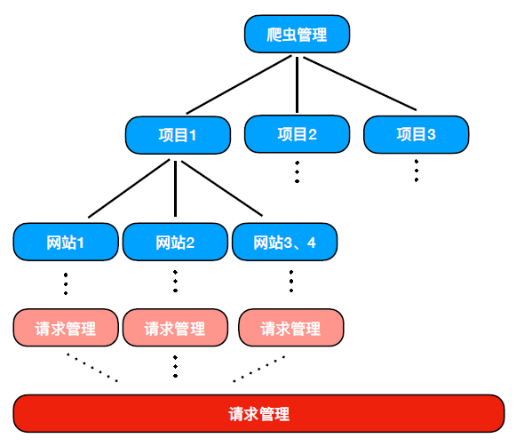 爬虫管理
项目1
项目2
项目3
网站1
网站2
网站3、4
请求管理
请求管理
请求管理
请求管理